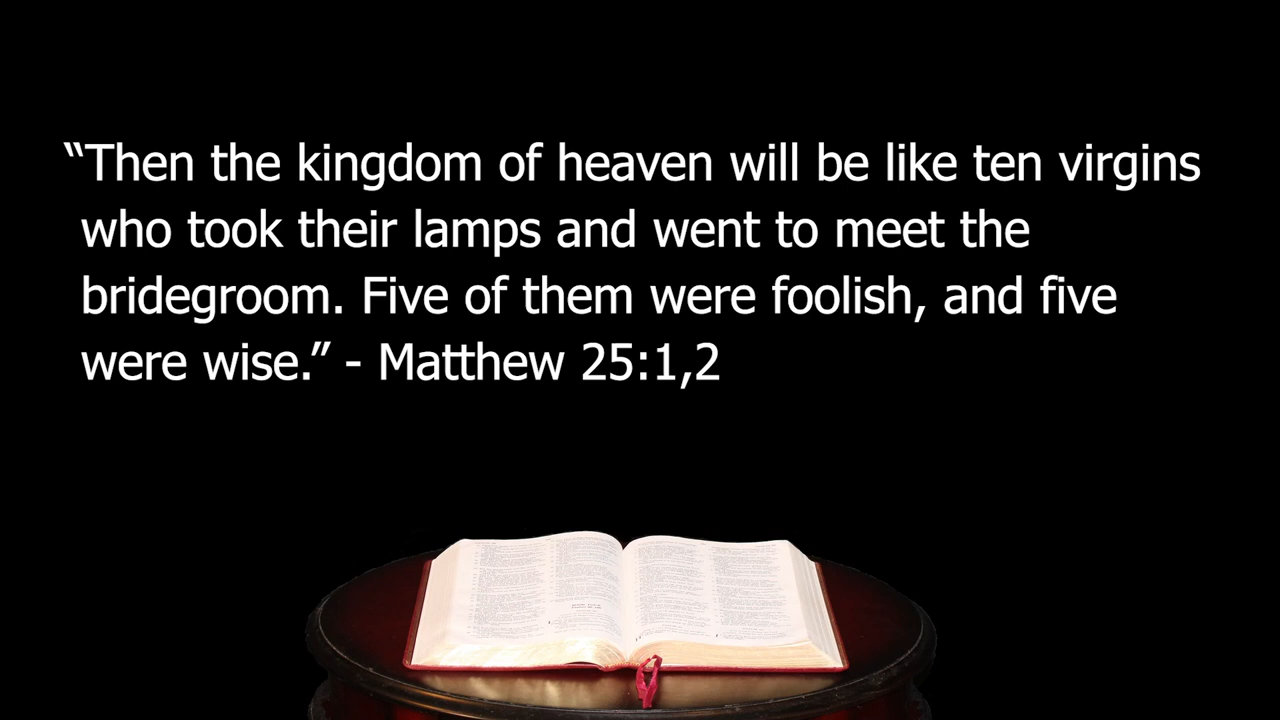 “Then the kingdom of heaven will be like ten virgins
who took their lamps and went to meet the
bridegroom. Five of them were foolish, and five
were wise.” - Matthew 25:1,2